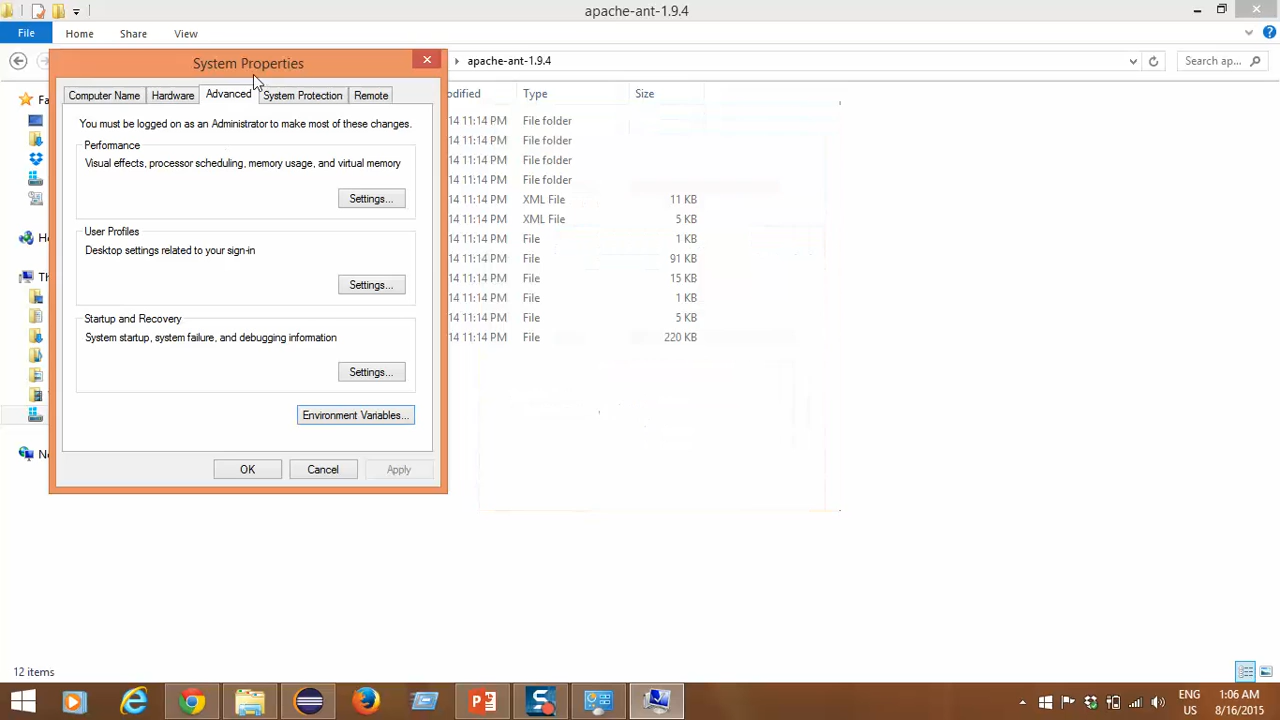 apache-ant-1.9.4
File Home Share View
System Properties
apache-ant-1.9.4
Search ap...
Computer Name Hardware Advanced System Protection Remote
You must be logged on as an Administrator to make most of these changes.
Performance
Visual effects, processor scheduling, memory usage, and virtual memory
Settings...
User Profiles
Desktop settings related to your sign-in
Settings...
Startup and Recovery
System startup, system failure, and debugging information
Settings...
Environment Variables...
OK Cancel Apply
Fa
Th
Type Size
14 11:14 PM File folder
14 11:14 PM File folder
14 11:14 PM File folder
14 11:14 PM File folder
14 11:14 PM XML File 11 KB
14 11:14 PM XML File 5 KB
14 11:14 PM File 1 KB
14 11:14 PM File 91 KB
14 11:14 PM File 15 KB
14 11:14 PM File 1 KB
14 11:14 PM File 5 KB
14 11:14 PM File 220 KB
12 items
ENG 1:06 AM
US 8/16/2015